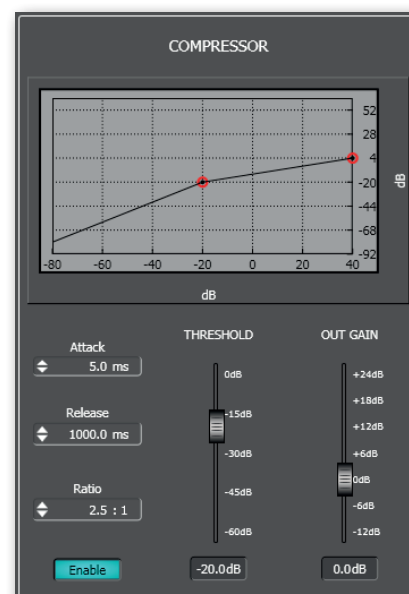 COMPRESSOR
52
28
4
-20
-44
-68
-92
-80 -60 -40 -20 0 20 40
dB
dB
Attack
5.0 ms
Release
1000.0 ms
Ratio
2.5 : 1
Enable
THRESHOLD
0dB
-15dB
-30dB
-45dB
-60dB
-20.0dB
OUT GAIN
+24dB
+18dB
+12dB
+6dB
0dB
-6dB
-12dB
0.0dB